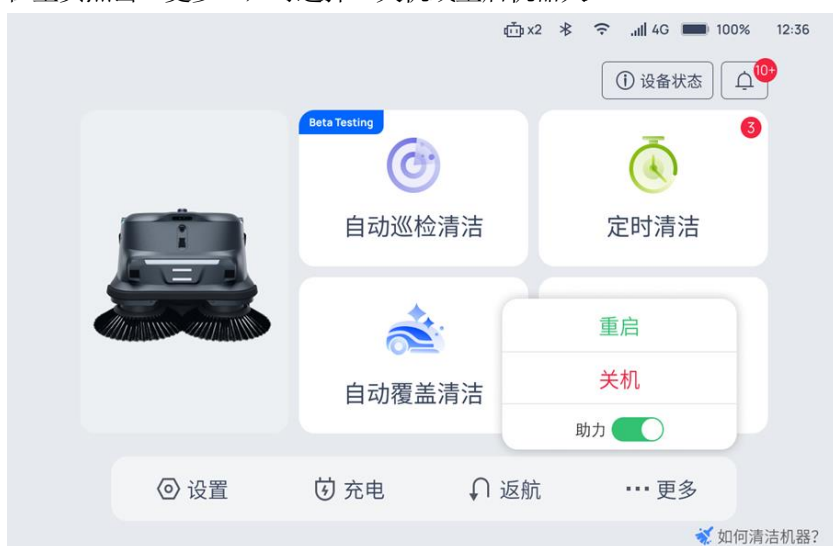 x2 4G 100% 12:36
设备状态 10+
Beta Testing
3
自动巡检清洁
定时清洁
自动覆盖清洁
重启
关机
助力
设置 充电 返航 更多
如何清洁机器?